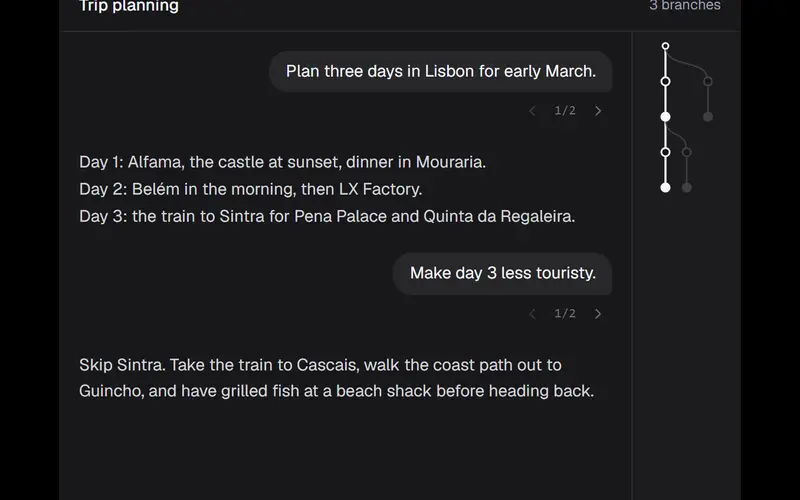 Trip planning
3 branches
Plan three days in Lisbon for early March.
1/2
Day 1: Alfama, the castle at sunset, dinner in Mouraria.
Day 2: Belém in the morning, then LX Factory.
Day 3: the train to Sintra for Pena Palace and Quinta da Regaleira.
Make day 3 less touristy.
1/2
Skip Sintra. Take the train to Cascais, walk the coast path out to
Guincho, and have grilled fish at a beach shack before heading back.